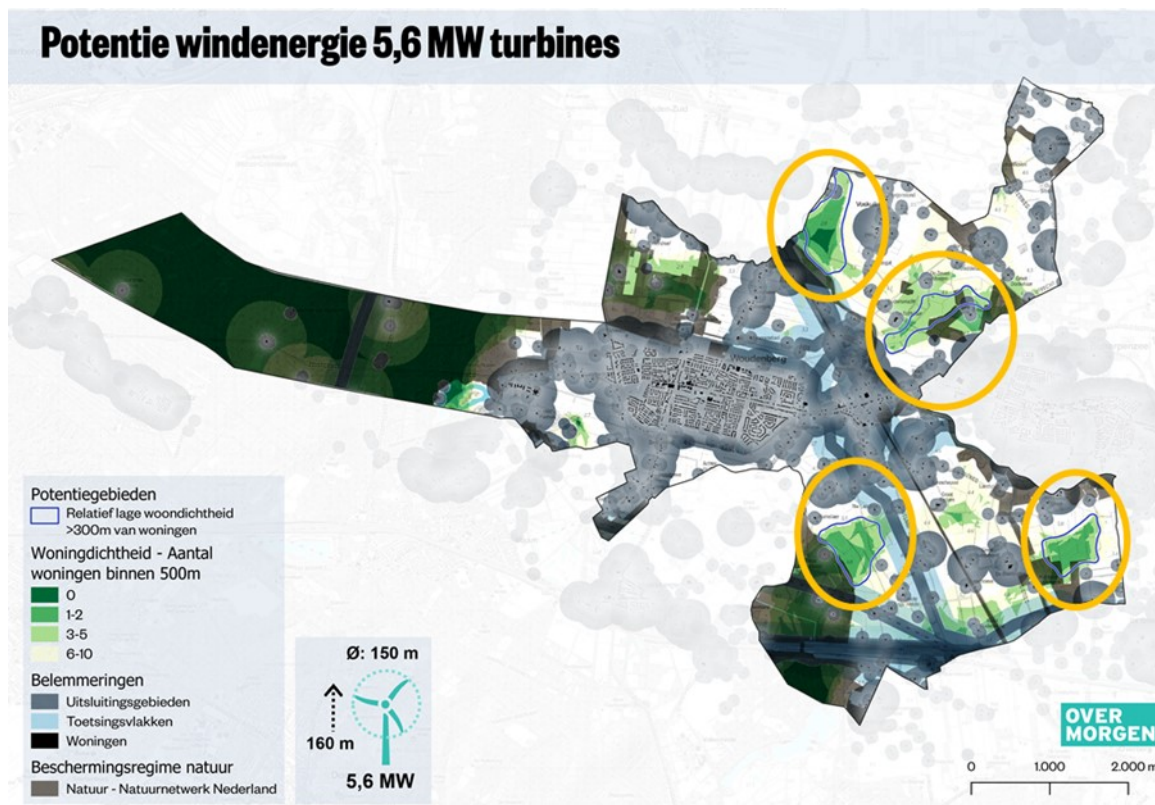 Potentie windenergie 5,6 MW turbines
Woudenberg
Potentiegebieden
Relatief lage woondichtheid
>300m van woningen
Woningdichtheid - Aantal
woningen binnen 500m
0
1-2
3-5
6-10
Belemmeringen
Uitsluitingsgebieden
Toetsingsvlakken
Woningen
Beschermingsregime natuur
Natuur - Natuurnetwerk Nederland
Ø: 150 m
160 m
5,6 MW
OVER
MORGEN
0 1.000 2.000 m